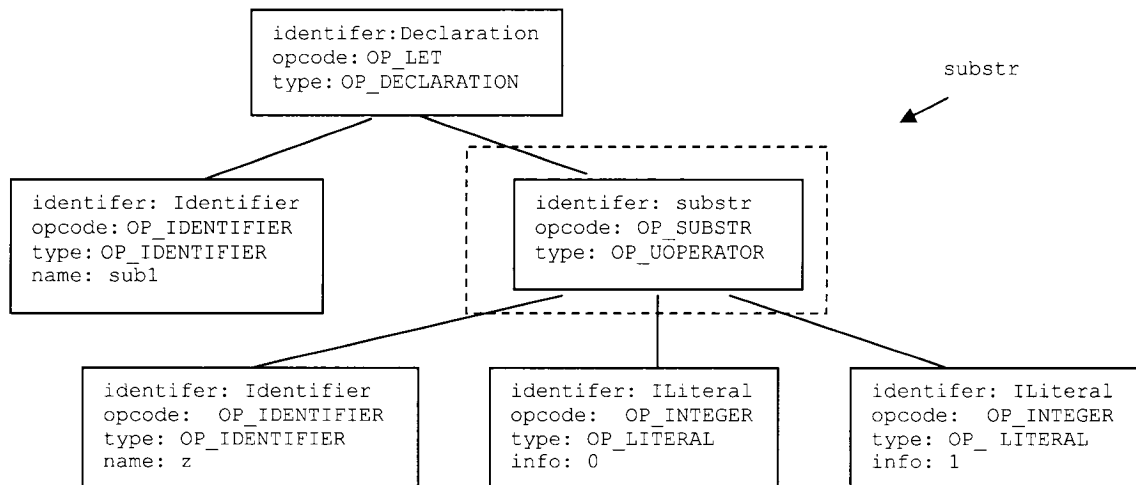 identifer:Declaration
opcode: OP_LET
type: OP_DECLARATION
substr
identifer: Identifier
opcode: OP_IDENTIFIER
type: OP_IDENTIFIER
name: sub1
identifer: substr
opcode: OP_SUBSTR
type: OP_UOPERATOR
identifer: Identifier
opcode: OP_IDENTIFIER
type: OP_IDENTIFIER
name: z
identifer: ILiteral
opcode: OP_INTEGER
type: OP_LITERAL
info: 0
identifer: ILiteral
opcode: OP_INTEGER
type: OP_ LITERAL
info: 1